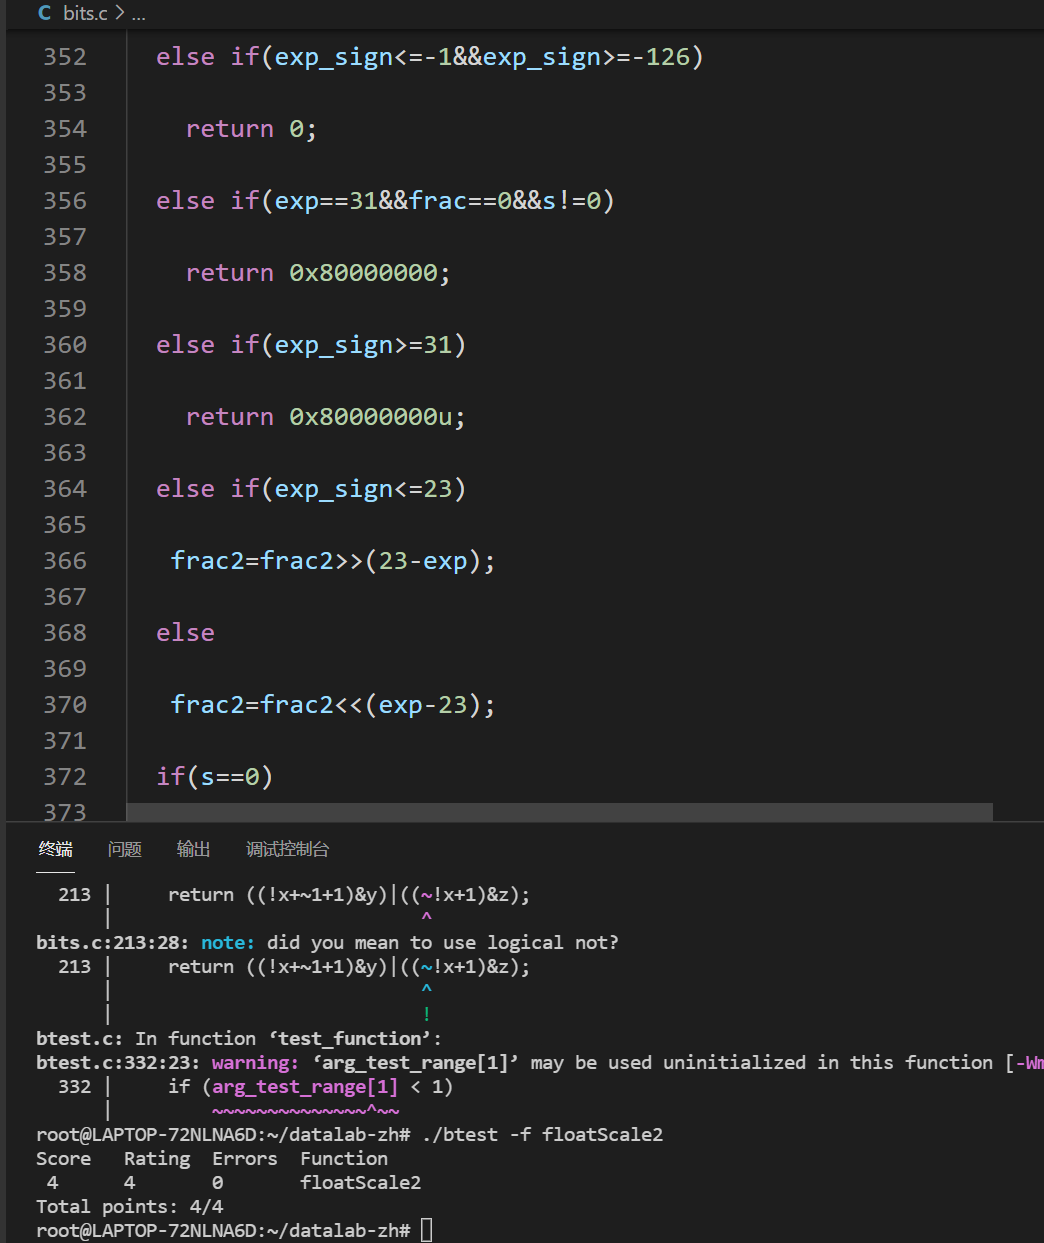 C bits.c > ...
352 else if(exp_sign<=-1&&exp_sign>=-126)
353
354 return 0;
355
356 else if(exp==31&&frac==0&&s!=0)
357
358 return 0x80000000;
359
360 else if(exp_sign>=31)
361
362 return 0x80000000u;
363
364 else if(exp_sign<=23)
365
366 frac2=frac2>>(23-exp);
367
368 else
369
370 frac2=frac2<<(exp-23);
371
372 if(s==0)
373
终端 问题 输出 调试控制台
213 | return ((!x+~1+1)&y)|((~!x+1)&z);
| ^
bits.c:213:28: note: did you mean to use logical not?
213 | return ((!x+~1+1)&y)|((~!x+1)&z);
| ^
| !
btest.c: In function ‘test_function’:
btest.c:332:23: warning: ‘arg_test_range[1]’ may be used uninitialized in this function [-Wm
332 | if (arg_test_range[1] < 1)
| ~~~~~~~~~~~~~~^~~
root@LAPTOP-72NLNA6D:~/datalab-zh# ./btest -f floatScale2
Score Rating Errors Function
4 4 0 floatScale2
Total points: 4/4
root@LAPTOP-72NLNA6D:~/datalab-zh#